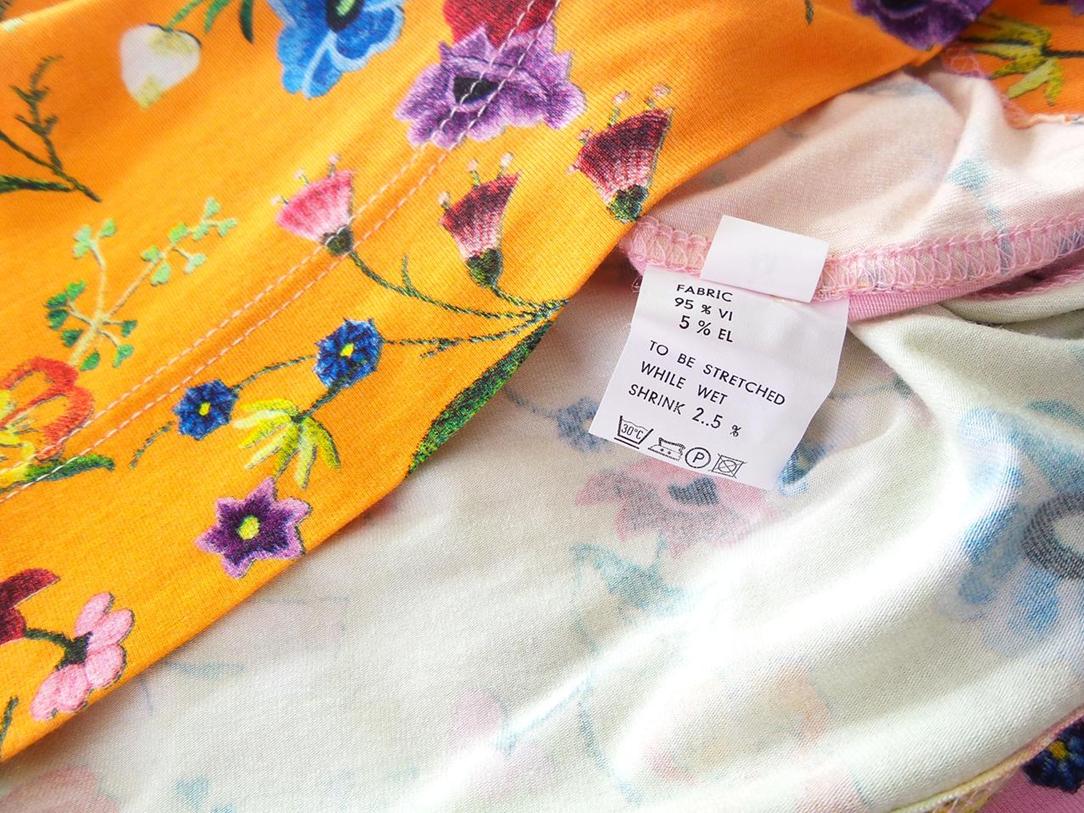 FABRIC
95 % VI
5 % EL
TO BE STRETCHED
WHILE WET
SHRINK 2..5 %
30°C P